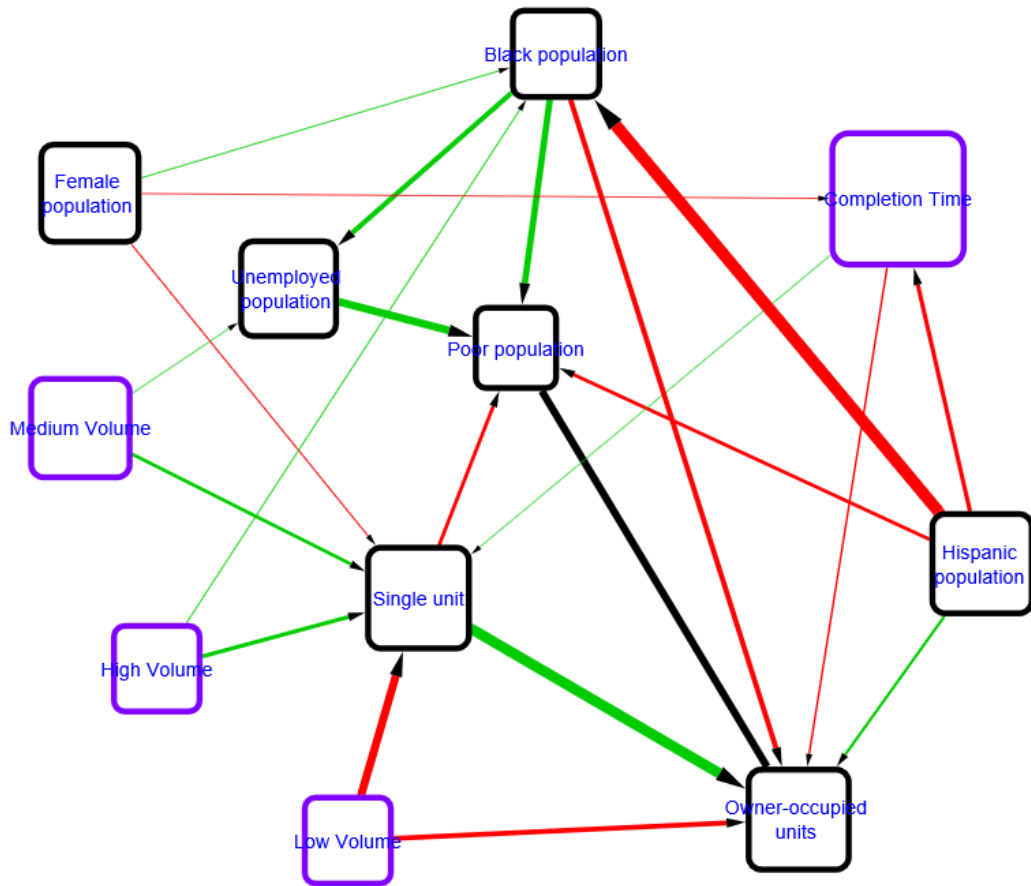 Black population
Female
population
Completion Time
Unemployed
population
Poor population
Medium Volume
Hispanic
population
Single unit
High Volume
Owner-occupied
units
Low Volume